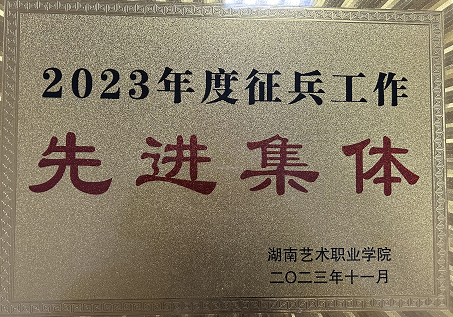 2023年度征兵工作
先进集体
湖南艺术职业学院
二〇二三年十一月